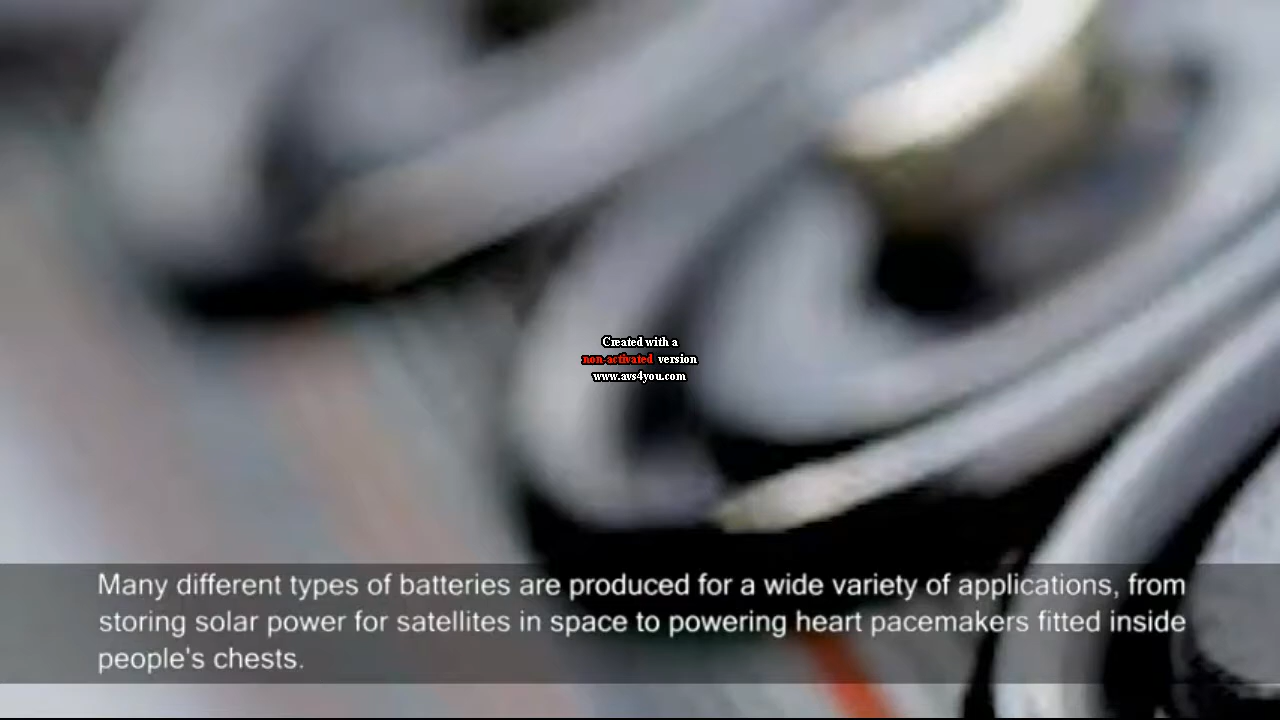 Created with a
non-activated version
www.avs4you.com
Many different types of batteries are produced for a wide variety of applications, from
storing solar power for satellites in space to powering heart pacemakers fitted inside
people's chests.